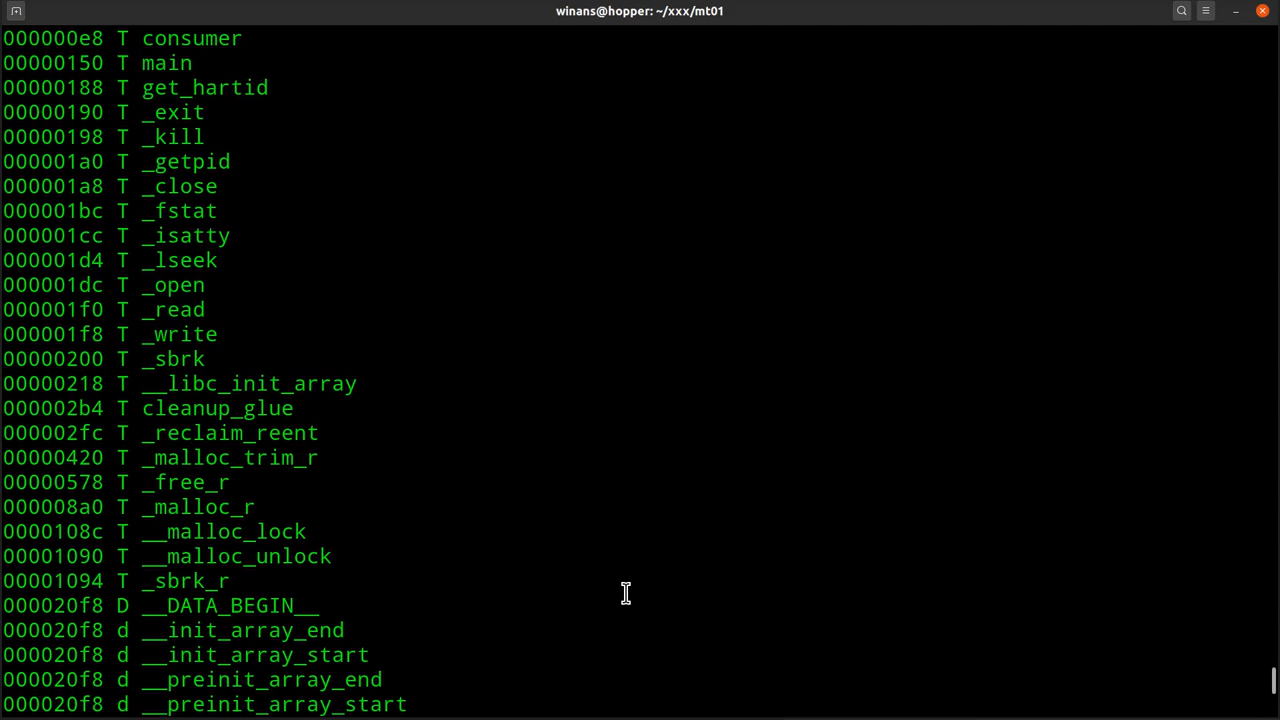 winans@hopper: ~/xxx/mt01
000000e8 T consumer
00000150 T main
00000188 T get_hartid
00000190 T _exit
00000198 T _kill
000001a0 T _getpid
000001a8 T _close
000001bc T _fstat
000001cc T _isatty
000001d4 T _lseek
000001dc T _open
000001f0 T _read
000001f8 T _write
00000200 T _sbrk
00000218 T __libc_init_array
000002b4 T cleanup_glue
000002fc T _reclaim_reent
00000420 T _malloc_trim_r
00000578 T _free_r
000008a0 T _malloc_r
0000108c T __malloc_lock
00001090 T __malloc_unlock
00001094 T _sbrk_r
000020f8 D __DATA_BEGIN__
000020f8 d __init_array_end
000020f8 d __init_array_start
000020f8 d __preinit_array_end
000020f8 d __preinit_array_start